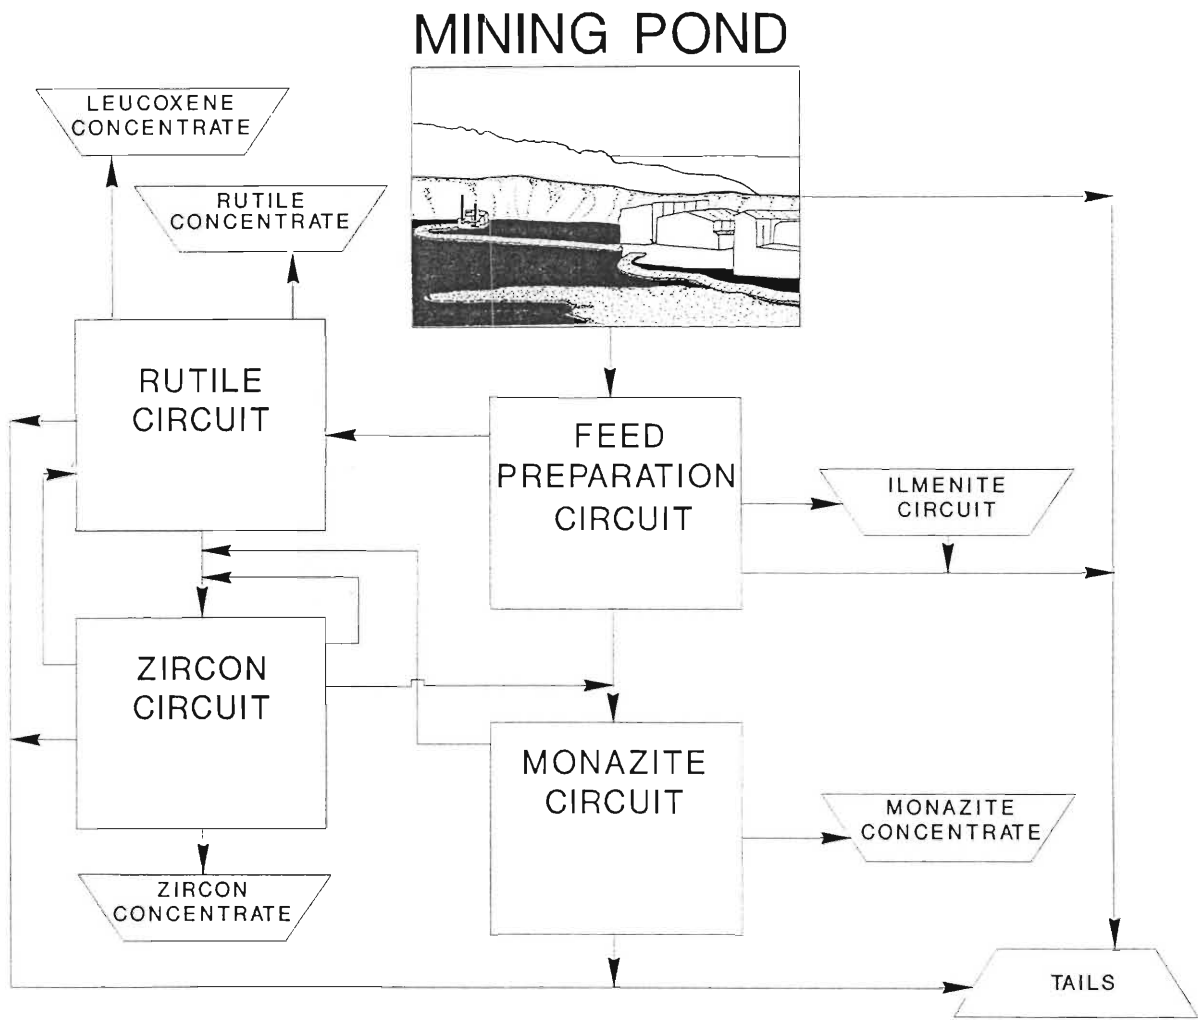 MINING POND
LEUCOXENE
CONCENTRATE
RUTILE
CONCENTRATE
RUTILE
CIRCUIT
FEED
PREPARATION
CIRCUIT
ILMENITE
CIRCUIT
ZIRCON
CIRCUIT
MONAZITE
CIRCUIT
MONAZITE
CONCENTRATE
ZIRCON
CONCENTRATE
TAILS